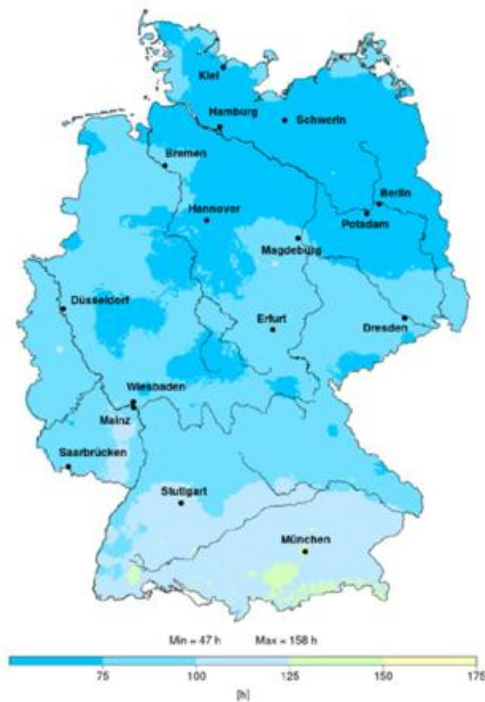 Kiel
Hamburg
Schwerin
Bremen
Berlin
Hannover
Potsdam
Magdeburg
Düsseldorf
Erfurt
Dresden
Wiesbaden
Mainz
Saarbrücken
Stuttgart
München
Min = 47 h Max = 158 h
75 100 125 150 175
[h]